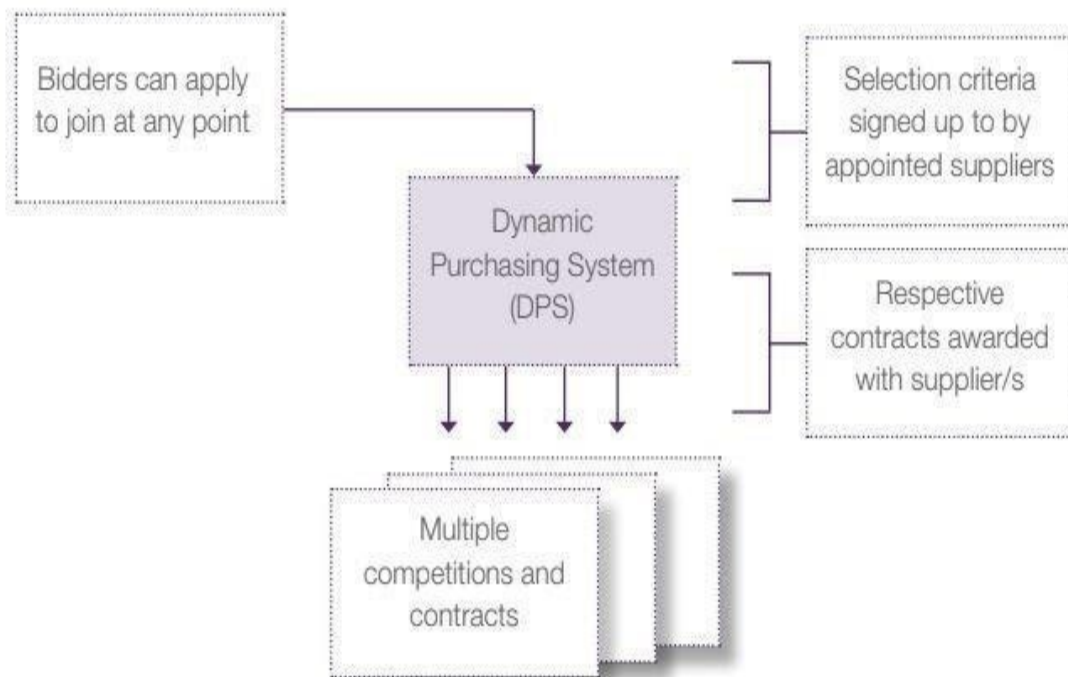 Bidders can apply
to join at any point
Selection criteria
signed up to by
appointed suppliers
Dynamic
Purchasing System
(DPS)
Respective
contracts awarded
with supplier/s
Multiple
competitions and
contracts